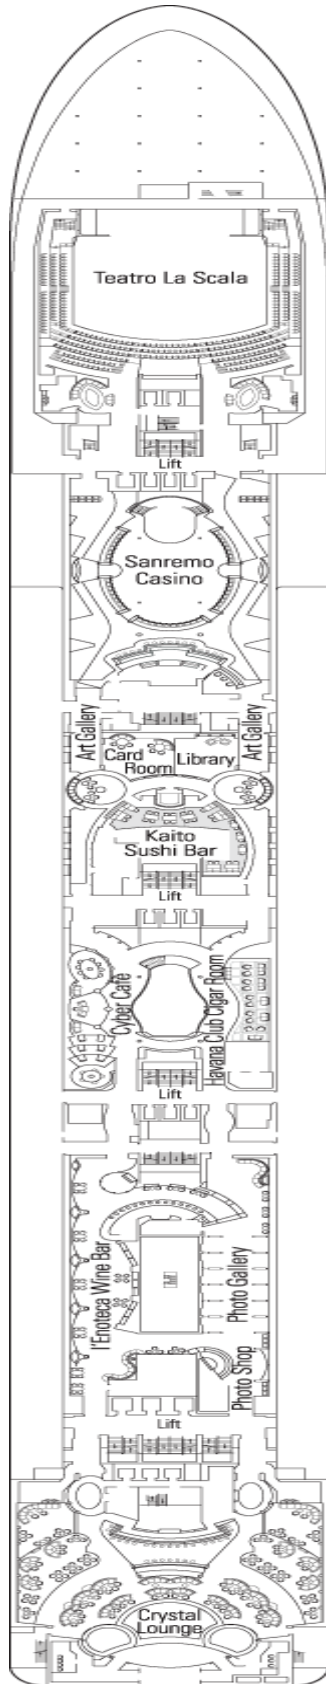 Teatro La Scala
Lift
Sanremo
Casino
Art Gallery
Card
Room
Library
Art Gallery
Kaito
Sushi Bar
Lift
Cyber Cafe
Havana Club Cigar Room
Lift
l'Enoteca Wine Bar
Photo Gallery
Photo Shop
Lift
Crystal
Lounge